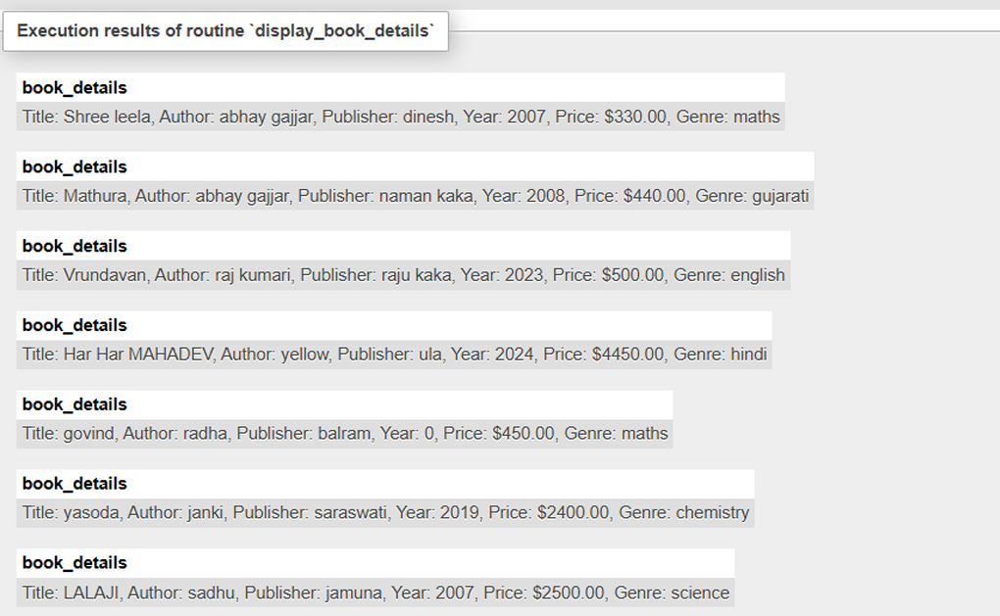 Execution results of routine `display_book_details`
book_details
Title: Shree leela, Author: abhay gajjar, Publisher: dinesh, Year: 2007, Price: $330.00, Genre: maths
book_details
Title: Mathura, Author: abhay gajjar, Publisher: naman kaka, Year: 2008, Price: $440.00, Genre: gujarati
book_details
Title: Vrundavan, Author: raj kumari, Publisher: raju kaka, Year: 2023, Price: $500.00, Genre: english
book_details
Title: Har Har MAHADEV, Author: yellow, Publisher: ula, Year: 2024, Price: $4450.00, Genre: hindi
book_details
Title: govind, Author: radha, Publisher: balram, Year: 0, Price: $450.00, Genre: maths
book_details
Title: yasoda, Author: janki, Publisher: saraswati, Year: 2019, Price: $2400.00, Genre: chemistry
book_details
Title: LALAJI, Author: sadhu, Publisher: jamuna, Year: 2007, Price: $2500.00, Genre: science